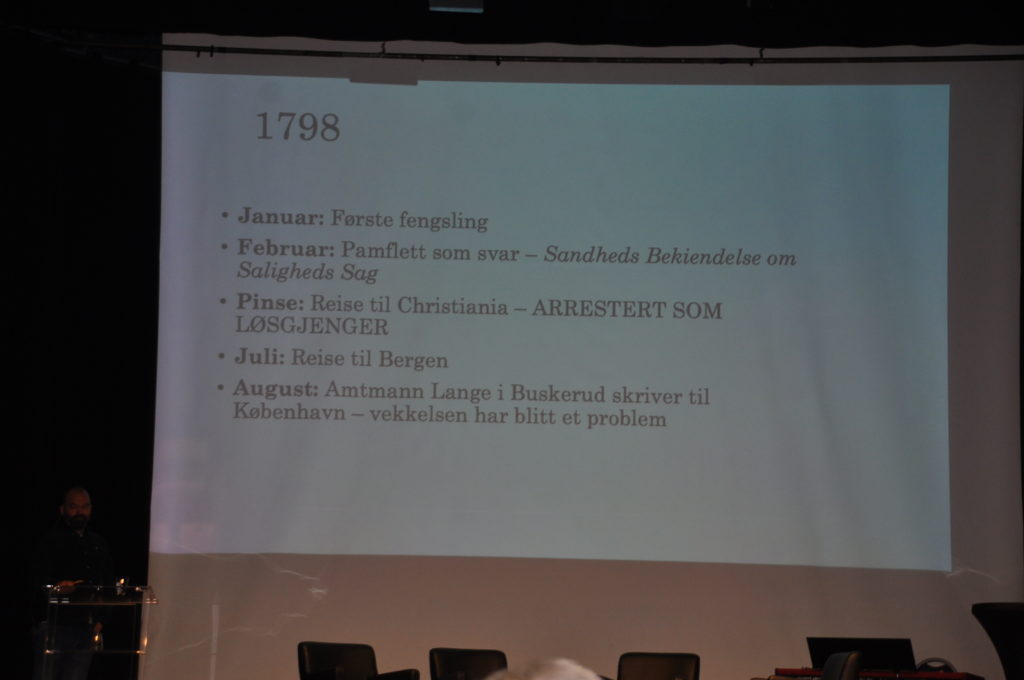 1798
• Januar: Første fengsling
• Februar: Pamflett som svar – Sandheds Bekiendelse om
Saligheds Sag
• Pinse: Reise til Christiania – ARRESTERT SOM
LØSGJENGER
• Juli: Reise til Bergen
• August: Amtmann Lange i Buskerud skriver til
København – vekkelsen har blitt et problem